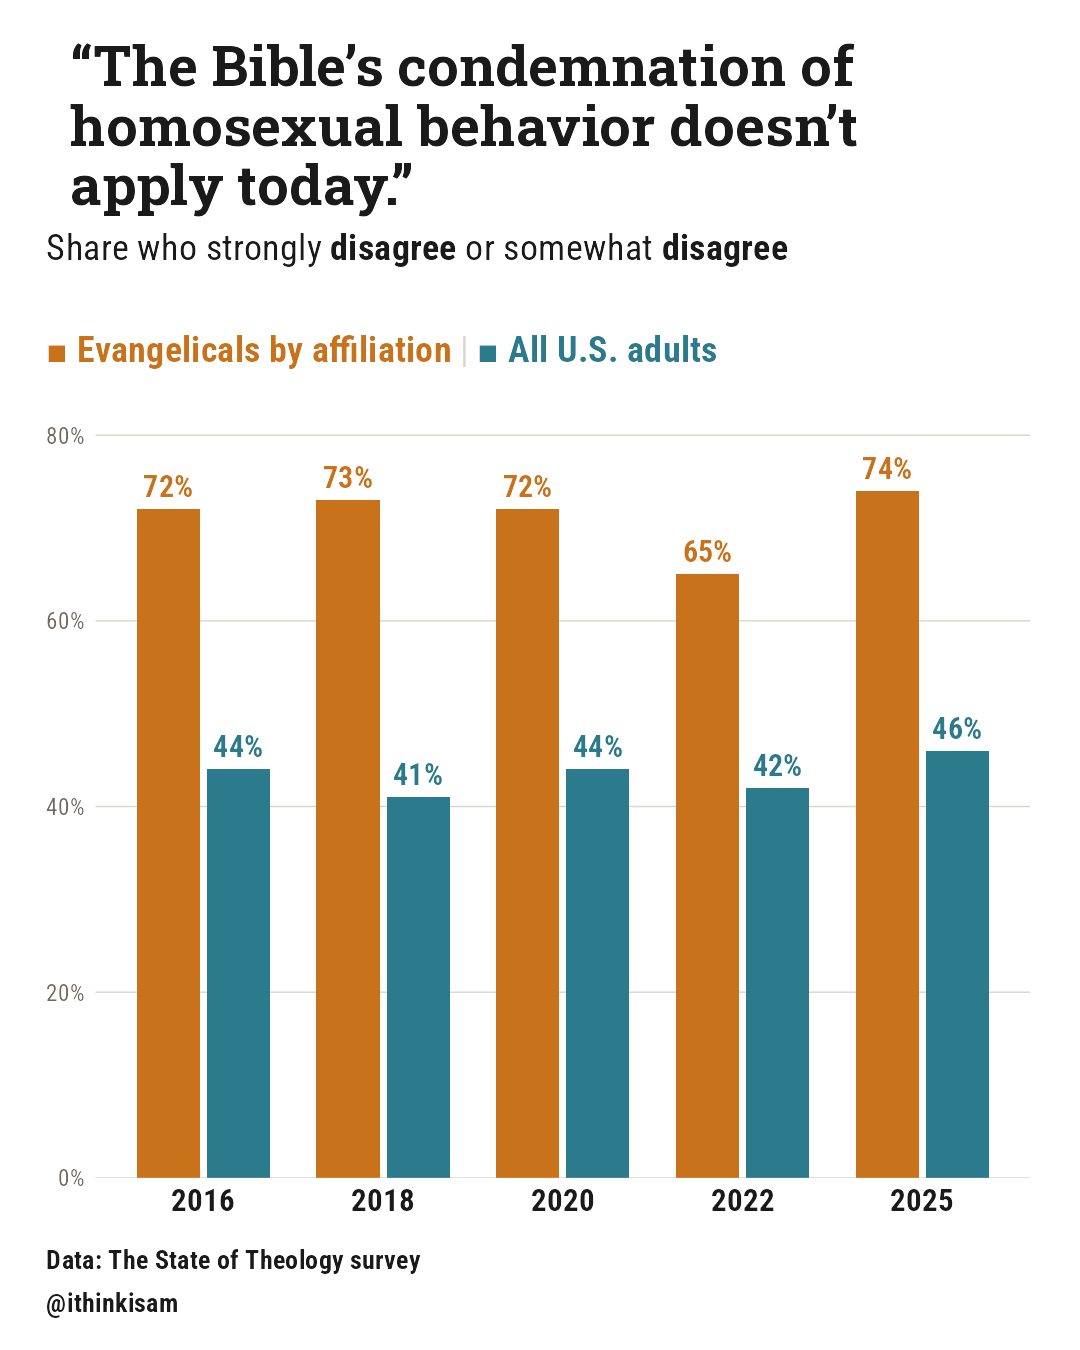 “The Bible’s condemnation of
homosexual behavior doesn’t
apply today.”
Share who strongly disagree or somewhat disagree
■ Evangelicals by affiliation | ■ All U.S. adults
80%
60%
40%
20%
0%
72%
44%
73%
41%
72%
44%
65%
42%
74%
46%
2016 2018 2020 2022 2025
Data: The State of Theology survey
@ithinkisam